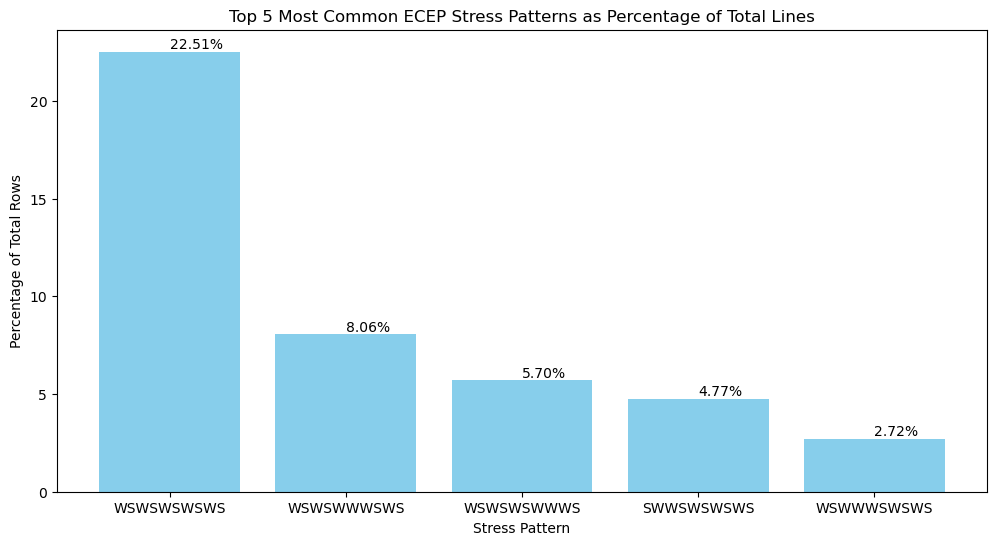 Top 5 Most Common ECEP Stress Patterns as Percentage of Total Lines
22.51%
8.06%
5.70%
4.77%
2.72%
Percentage of Total Rows
20
15
10
5
0
WSWSWSWSWS
WSWSWWWSWS
WSWSWSWWWS
SWWSWSWSWS
WSWWWSWSWS
Stress Pattern